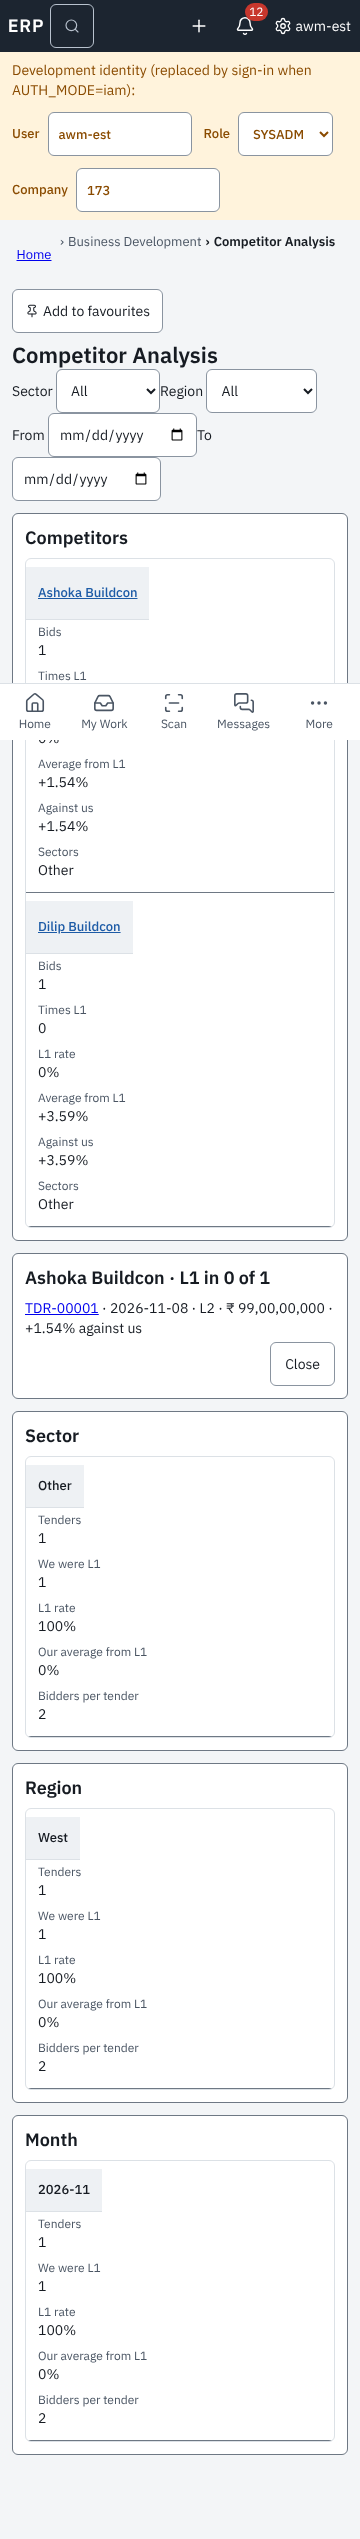 ERP
12
awm-est
Development identity (replaced by sign-in when
AUTH_MODE=iam):
User awm-est Role SYSADM
Company 173
Home › Business Development › Competitor Analysis
Add to favourites
Competitor Analysis
Sector All Region All
From mm/dd/yyyy To
mm/dd/yyyy
Competitors
Ashoka Buildcon
Bids
1
Times L1
Home My Work Scan Messages More
0%
Average from L1
+1.54%
Against us
+1.54%
Sectors
Other
Dilip Buildcon
Bids
1
Times L1
0
L1 rate
0%
Average from L1
+3.59%
Against us
+3.59%
Sectors
Other
Ashoka Buildcon · L1 in 0 of 1
TDR-00001 · 2026-11-08 · L2 · ₹ 99,00,00,000 ·
+1.54% against us
Close
Sector
Other
Tenders
1
We were L1
1
L1 rate
100%
Our average from L1
0%
Bidders per tender
2
Region
West
Tenders
1
We were L1
1
L1 rate
100%
Our average from L1
0%
Bidders per tender
2
Month
2026-11
Tenders
1
We were L1
1
L1 rate
100%
Our average from L1
0%
Bidders per tender
2